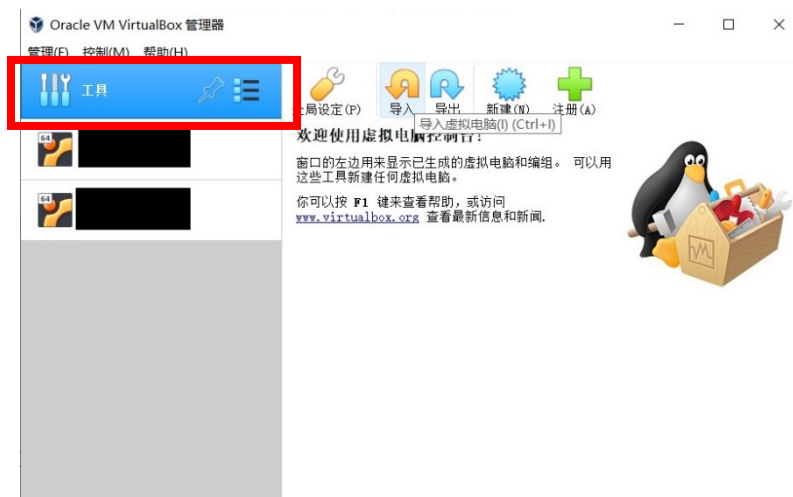 Oracle VM VirtualBox 管理器
管理(F) 控制(M) 帮助(H)
工具
全局设定(P) 导入 导出 新建(N) 注册(A)
导入虚拟电脑(I) (Ctrl+I)
欢迎使用虚拟电脑控制台!
窗口的左边用来显示已生成的虚拟电脑和编组。 可以用
这些工具新建任何虚拟电脑。
你可以按 F1 键来查看帮助，或访问
www.virtualbox.org 查看最新信息和新闻.
64
64